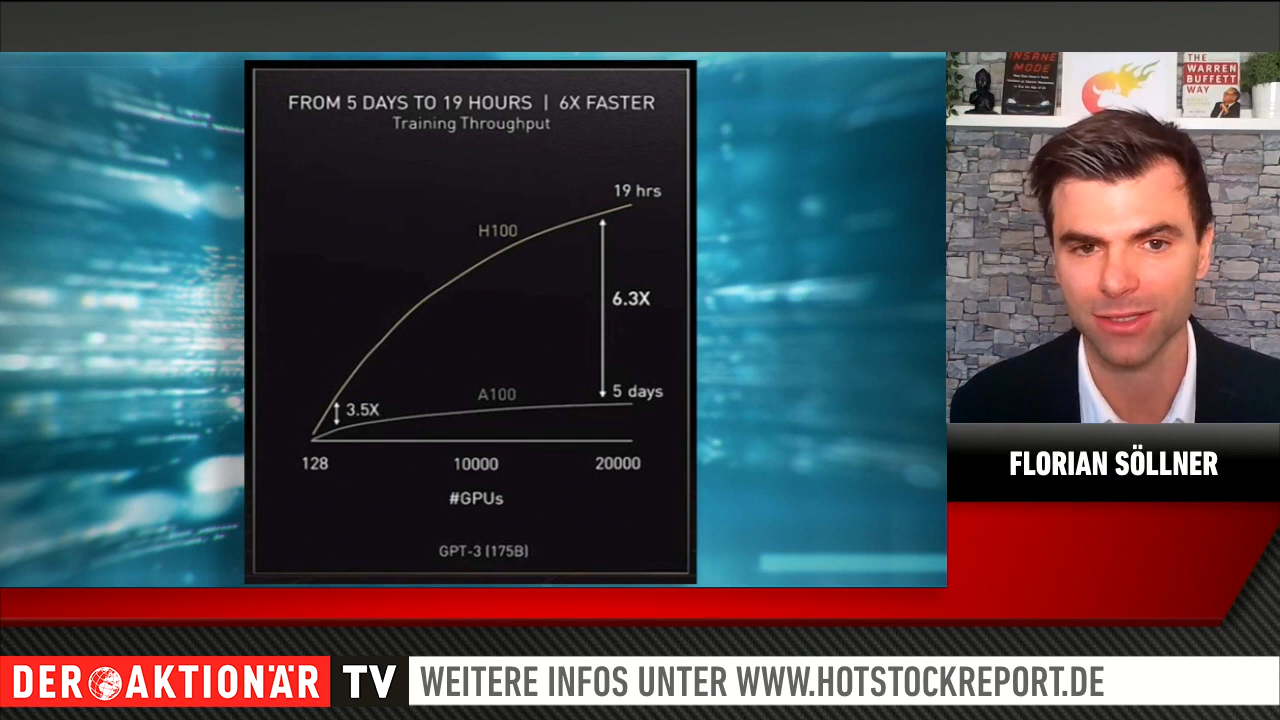 FROM 5 DAYS TO 19 HOURS | 6X FASTER
Training Throughput
19 hrs
H100
6.3X
A100
5 days
3.5X
128
10000
20000
#GPUs
GPT-3 (175B)
INSANE
MODE
THE
WARREN
BUFFETT
WAY
FLORIAN SÖLLNER
DER AKTIONÄR TV
WEITERE INFOS UNTER WWW.HOTSTOCKREPORT.DE